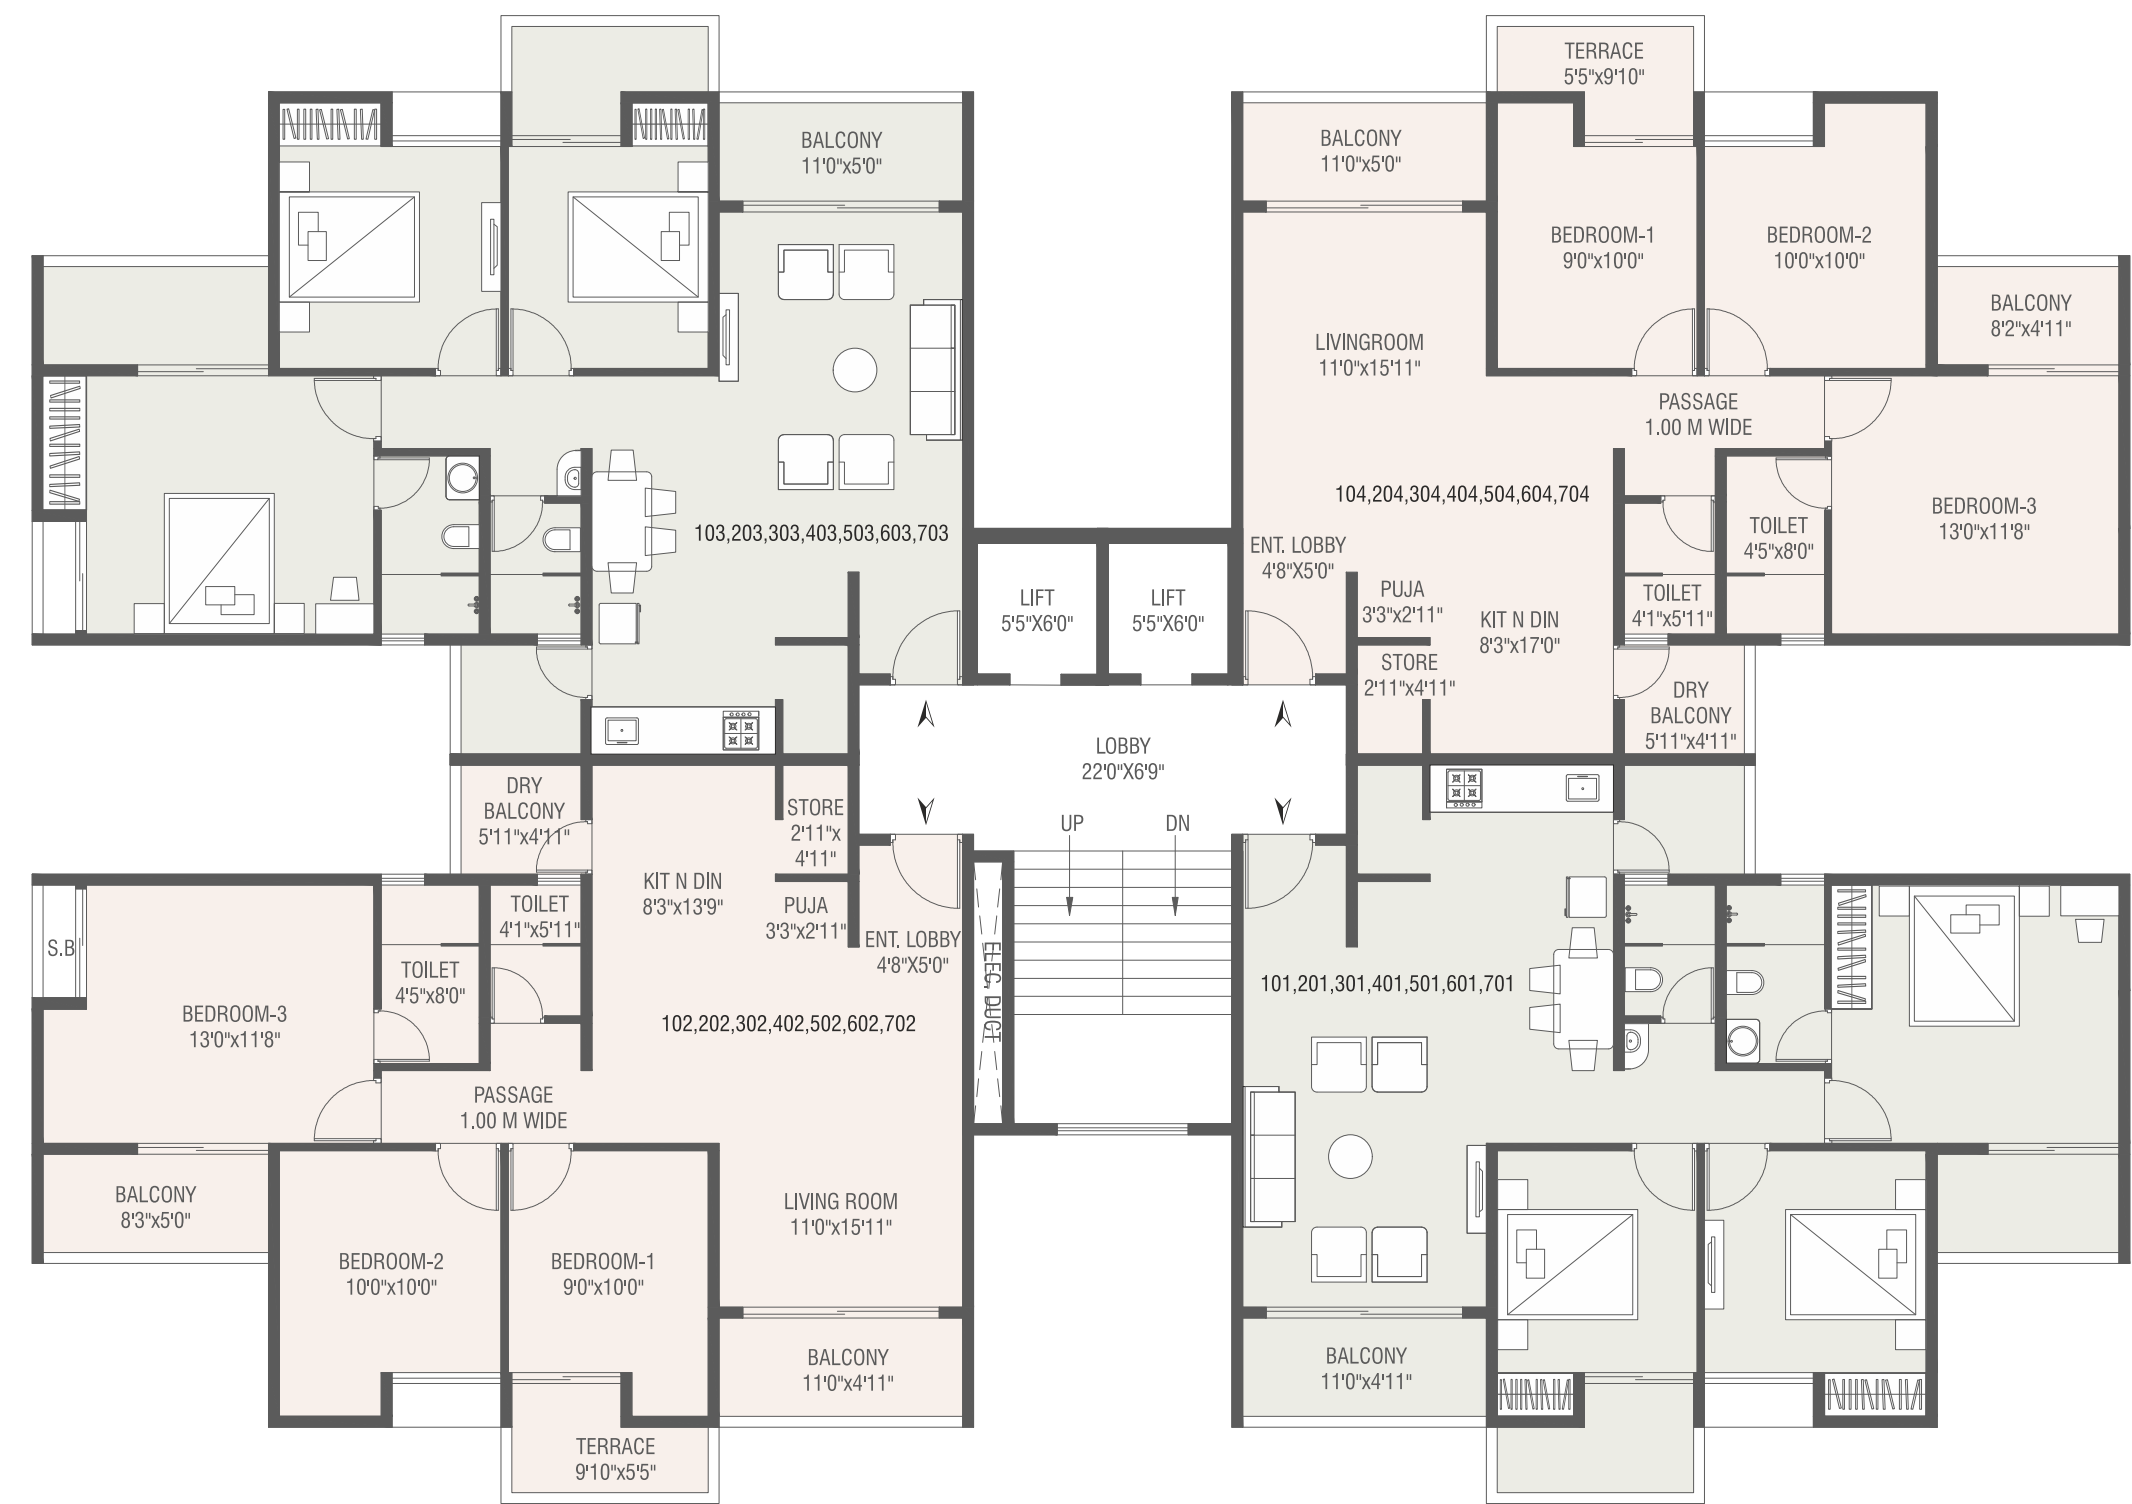 TERRACE
5'5"x9'10"
BALCONY
11'0"x5'0"
BALCONY
11'0"x5'0"
BEDROOM-1
9'0"x10'0"
BEDROOM-2
10'0"x10'0"
BALCONY
8'2"x4'11"
LIVINGROOM
11'0"x15'11"
PASSAGE
1.00 M WIDE
104,204,304,404,504,604,704
BEDROOM-3
13'0"x11'8"
TOILET
4'5"x8'0"
103,203,303,403,503,603,703
ENT. LOBBY
4'8"X5'0"
LIFT
5'5"X6'0"
LIFT
5'5"X6'0"
PUJA
3'3"x2'11"
TOILET
4'1"x5'11"
KIT N DIN
8'3"x17'0"
STORE
2'11"x4'11"
DRY
BALCONY
5'11"x4'11"
LOBBY
22'0"X6'9"
UP
DN
DRY
BALCONY
5'11"x4'11"
STORE
2'11"x
4'11"
KIT N DIN
8'3"x13'9"
PUJA
3'3"x2'11"
TOILET
4'1"x5'11"
ENT. LOBBY
4'8"X5'0"
S.B
TOILET
4'5"x8'0"
ELEC. DUCT
101,201,301,401,501,601,701
BEDROOM-3
13'0"x11'8"
102,202,302,402,502,602,702
PASSAGE
1.00 M WIDE
BALCONY
8'3"x5'0"
LIVING ROOM
11'0"x15'11"
BEDROOM-2
10'0"x10'0"
BEDROOM-1
9'0"x10'0"
BALCONY
11'0"x4'11"
BALCONY
11'0"x4'11"
TERRACE
9'10"x5'5"